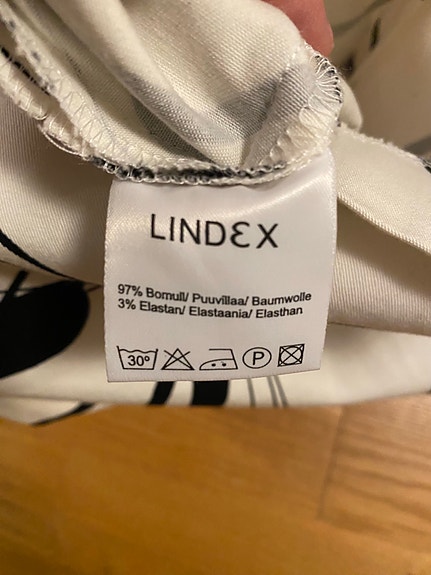 LINDEX
97% Bomull/ Puuvillaa/ Baumwolle
3% Elastan/ Elastaania/ Elasthan
30° P